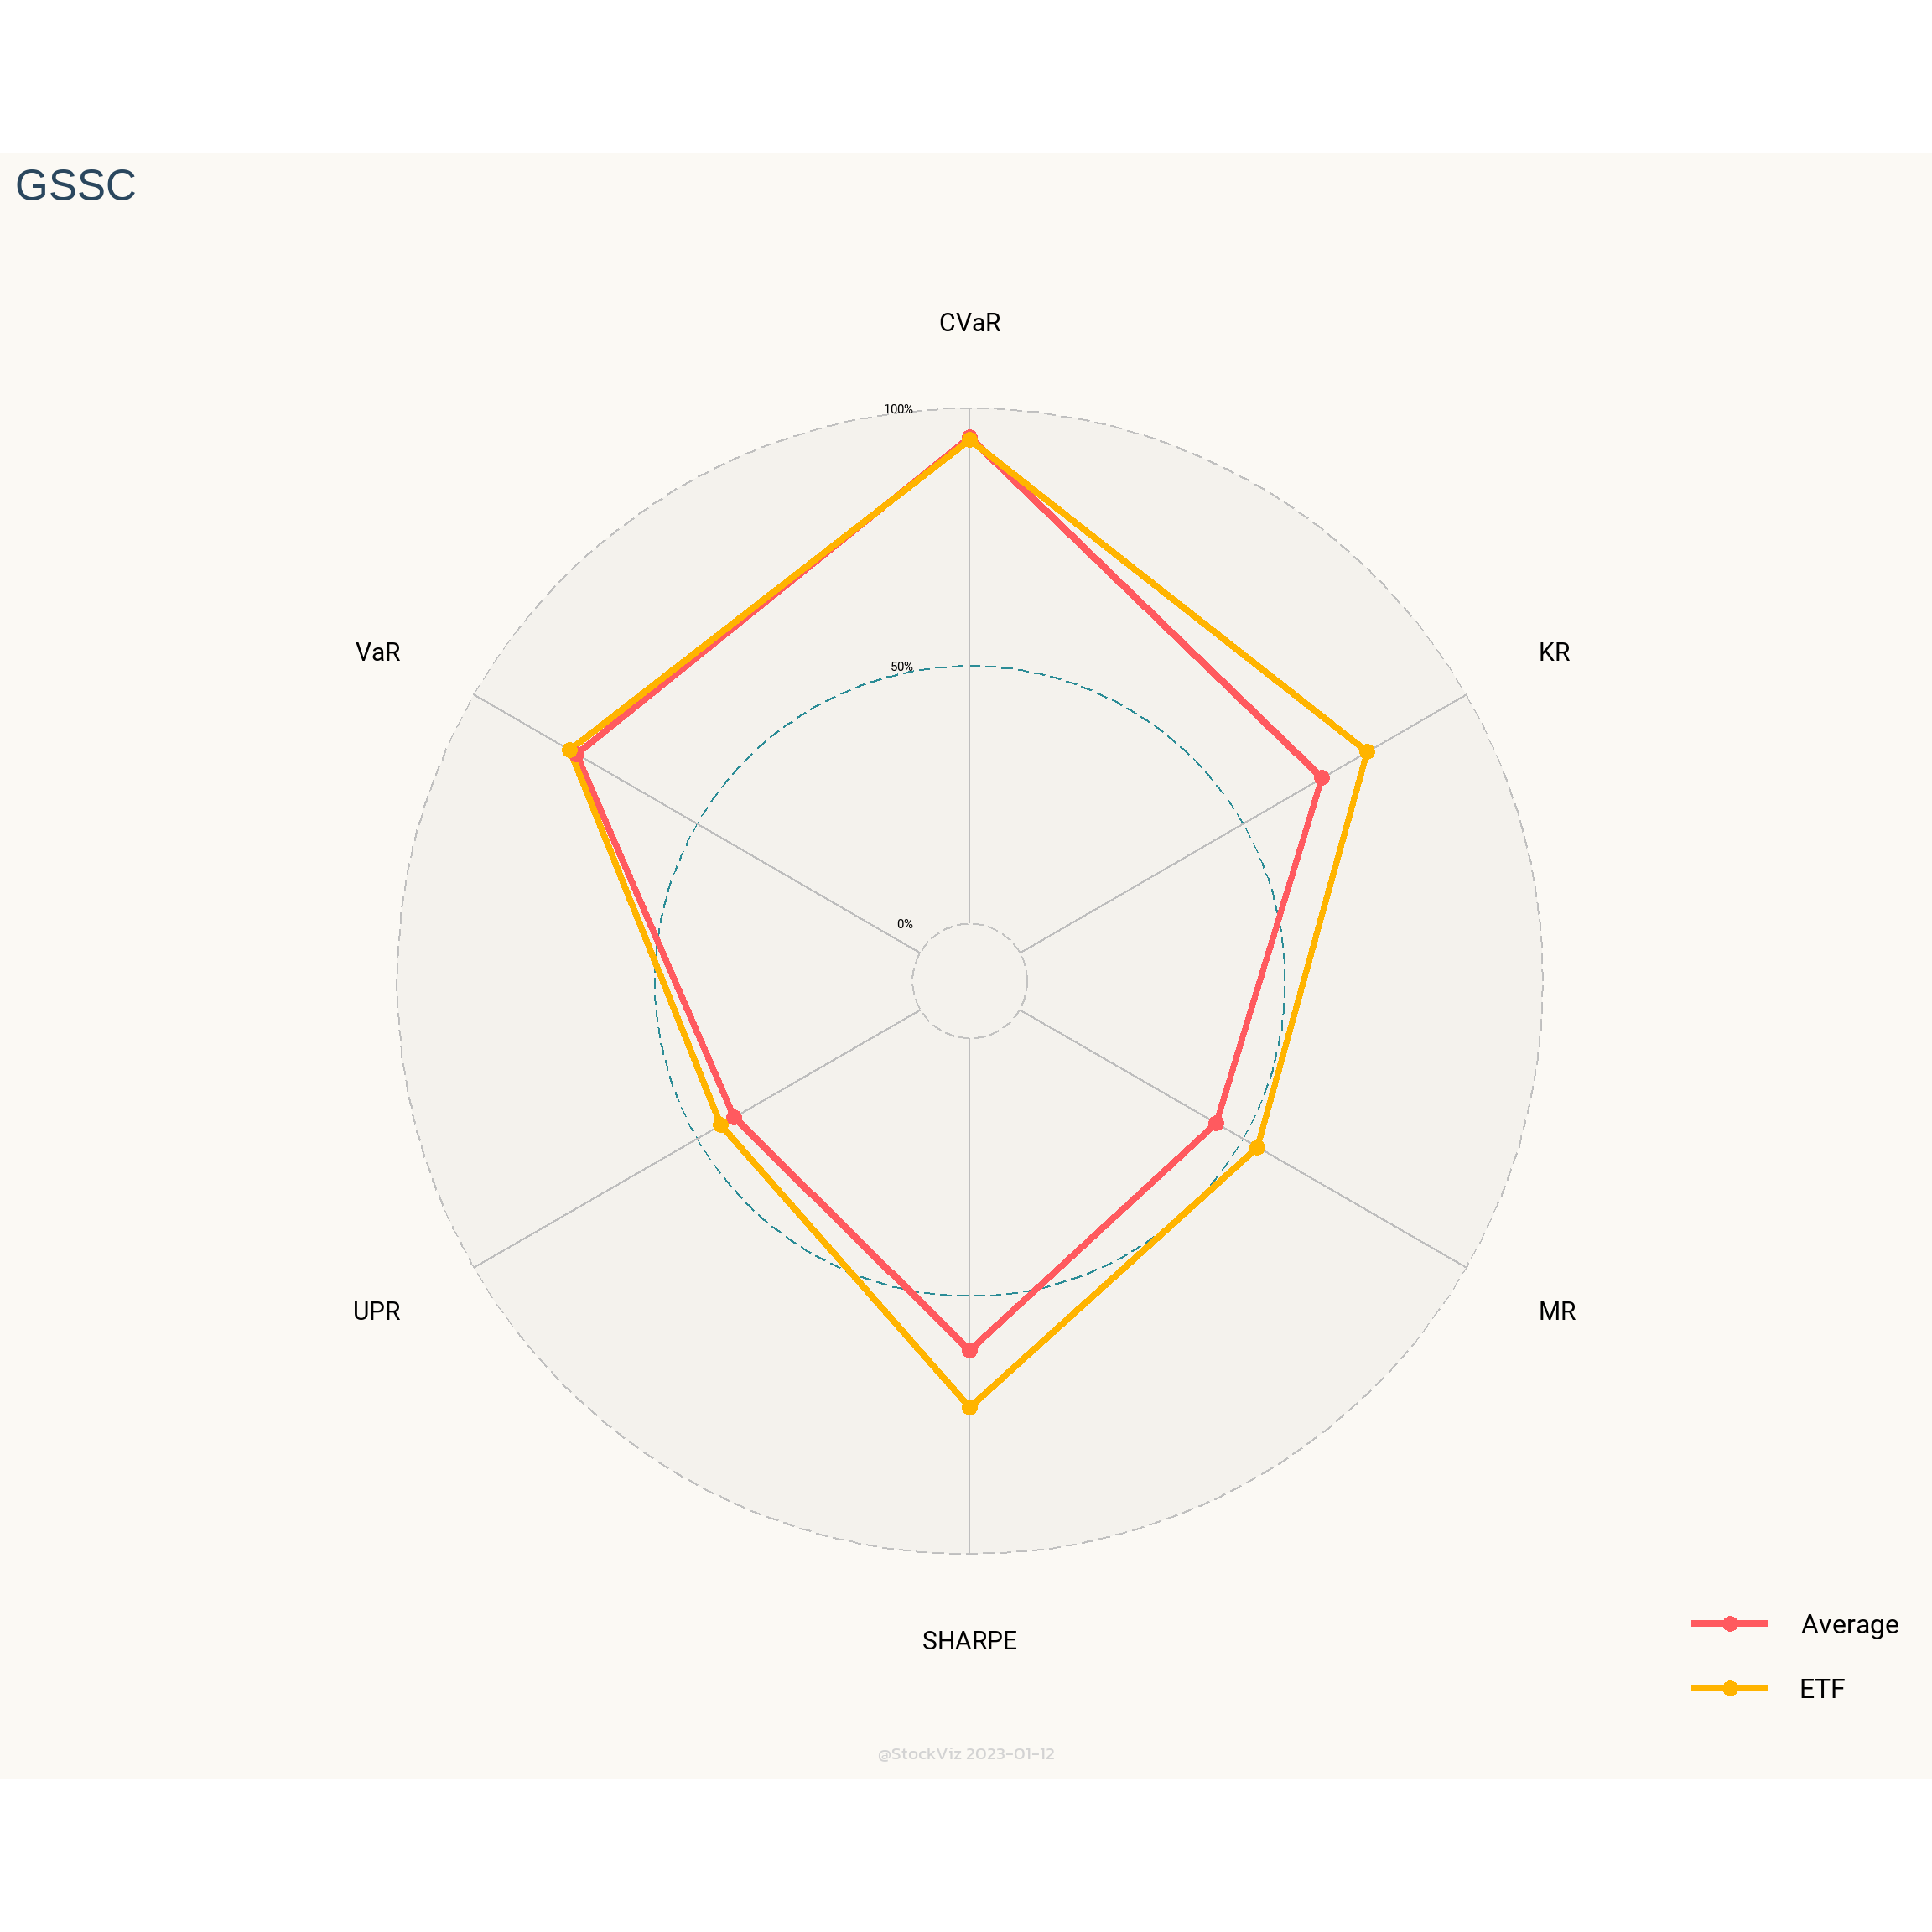 GSSC
CVaR
100%
VaR
KR
50%
0%
UPR
MR
SHARPE
Average
ETF
@StockViz 2023-01-12